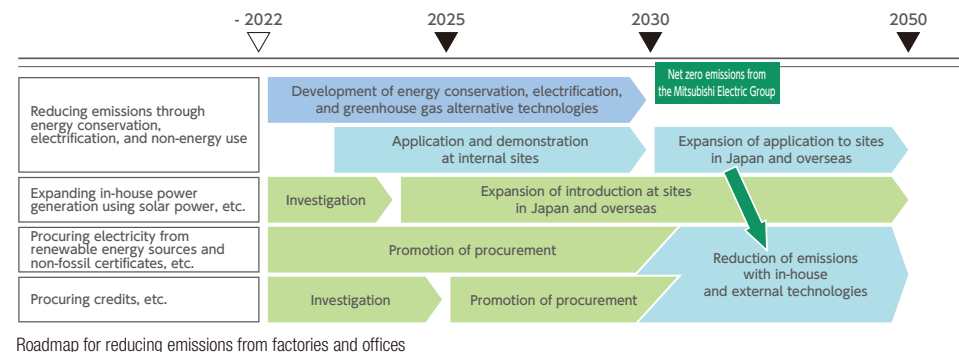 - 2022
2025
2030
2050
Net zero emissions from
the Mitsubishi Electric Group
Reducing emissions through
energy conservation,
electrification, and non-energy use
Development of energy conservation, electrification,
and greenhouse gas alternative technologies
Application and demonstration
at internal sites
Expansion of application to sites
in Japan and overseas
Expanding in-house power
generation using solar power, etc.
Investigation
Expansion of introduction at sites
in Japan and overseas
Procuring electricity from
renewable energy sources and
non-fossil certificates, etc.
Promotion of procurement
Reduction of emissions
with in-house
and external technologies
Procuring credits, etc.
Investigation
Promotion of procurement
Roadmap for reducing emissions from factories and offices